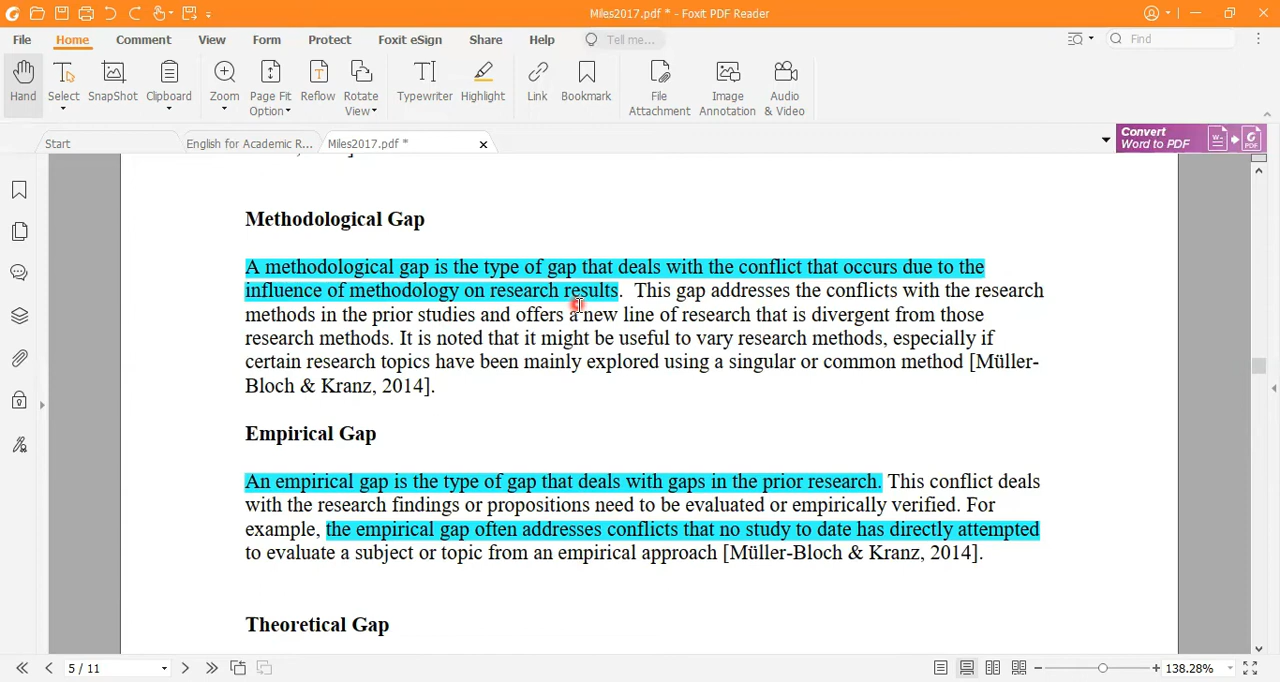 Miles2017.pdf * - Foxit PDF Reader
File Home Comment View Form Protect Foxit eSign Share Help Tell me... Find
Hand Select SnapShot Clipboard Zoom Page Fit Option Reflow Rotate View Typewriter Highlight Link Bookmark File Attachment Image Annotation Audio & Video
Start English for Academic R... Miles2017.pdf * Convert Word to PDF
Methodological Gap
A methodological gap is the type of gap that deals with the conflict that occurs due to the
influence of methodology on research results. This gap addresses the conflicts with the research
methods in the prior studies and offers a new line of research that is divergent from those
research methods. It is noted that it might be useful to vary research methods, especially if
certain research topics have been mainly explored using a singular or common method [Müller-
Bloch & Kranz, 2014].
Empirical Gap
An empirical gap is the type of gap that deals with gaps in the prior research. This conflict deals
with the research findings or propositions need to be evaluated or empirically verified. For
example, the empirical gap often addresses conflicts that no study to date has directly attempted
to evaluate a subject or topic from an empirical approach [Müller-Bloch & Kranz, 2014].
Theoretical Gap
5 / 11 138.28%